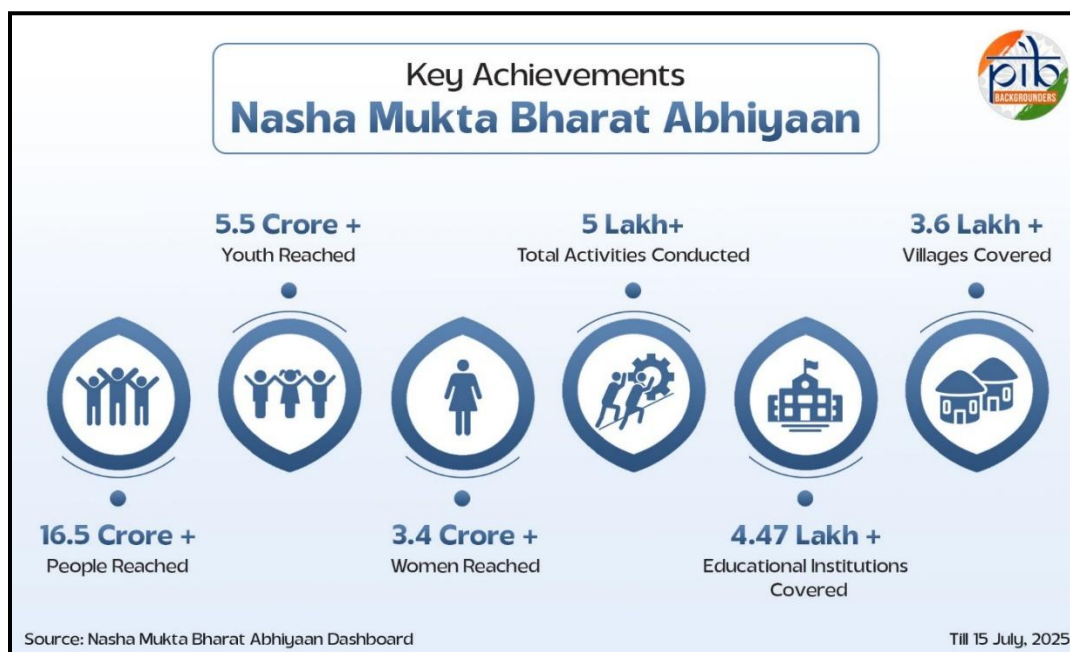 Key Achievements
Nasha Mukta Bharat Abhiyaan
pib
BACKGROUNDERS
5.5 Crore +
Youth Reached
5 Lakh+
Total Activities Conducted
3.6 Lakh +
Villages Covered
16.5 Crore +
People Reached
3.4 Crore +
Women Reached
4.47 Lakh +
Educational Institutions
Covered
Source: Nasha Mukta Bharat Abhiyaan Dashboard
Till 15 July, 2025